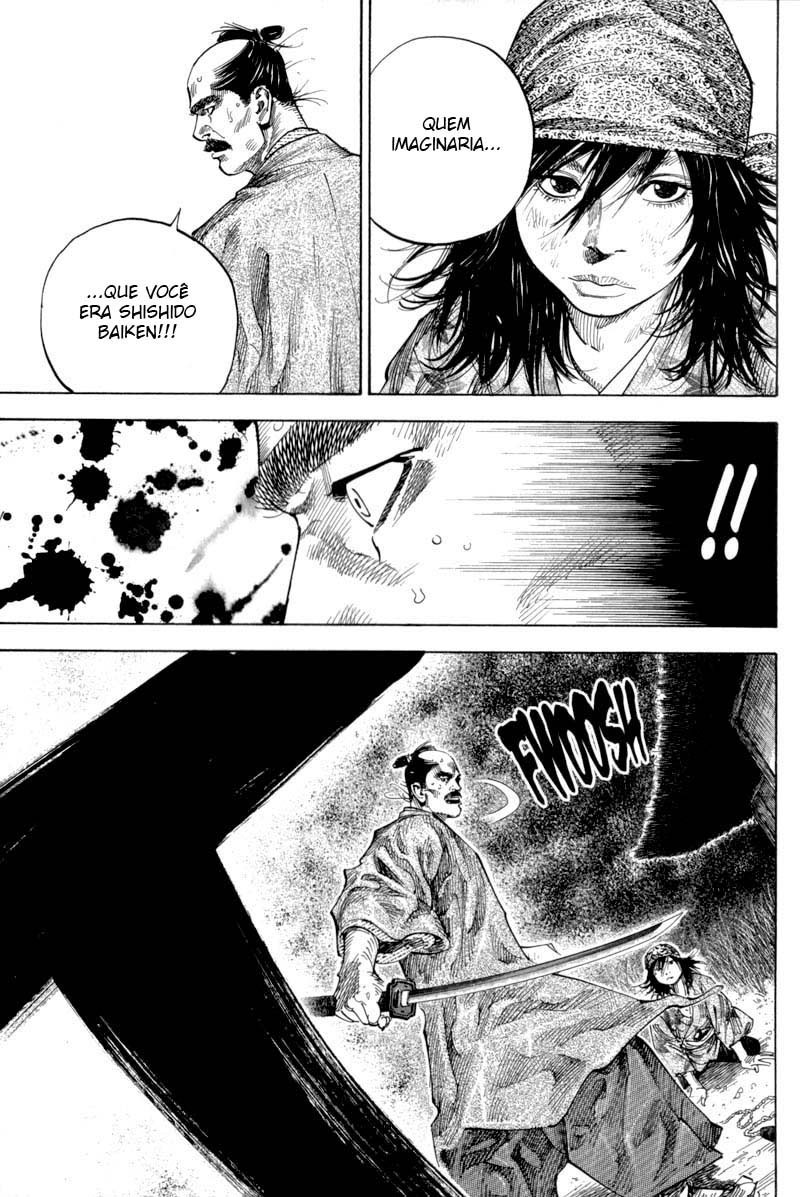 QUEM
IMAGINARIA...
...QUE VOCÊ
ERA SHISHIDO
BAIKEN!!!
!!
FWOOSH